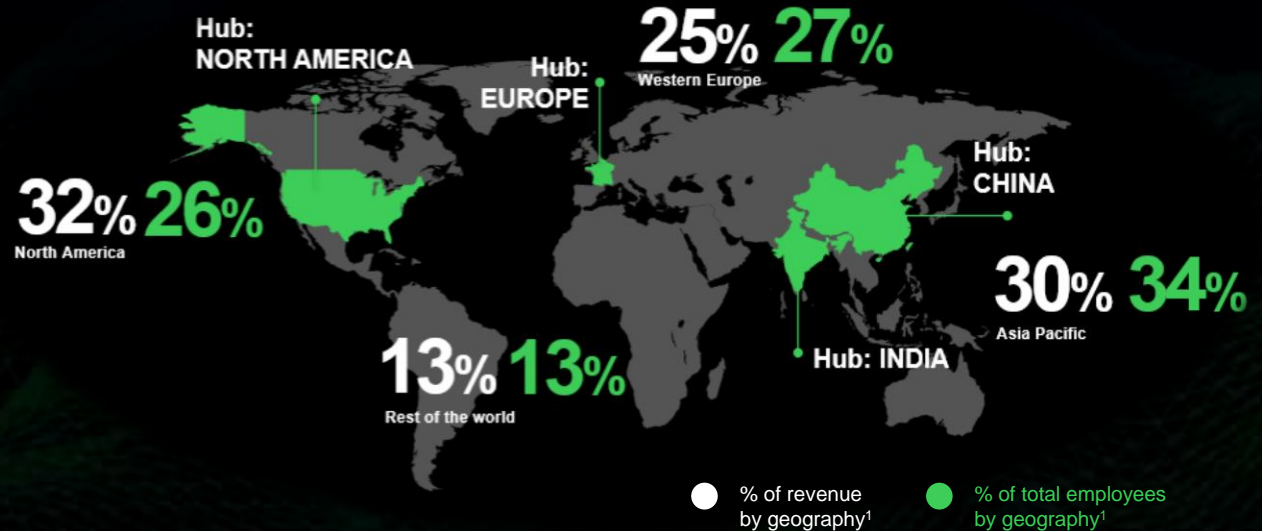 Hub:
NORTH AMERICA
Hub:
EUROPE
25% 27%
Western Europe
Hub:
CHINA
32% 26%
North America
30% 34%
Asia Pacific
Hub: INDIA
13% 13%
Rest of the world
% of revenue
by geography¹
% of total employees
by geography¹